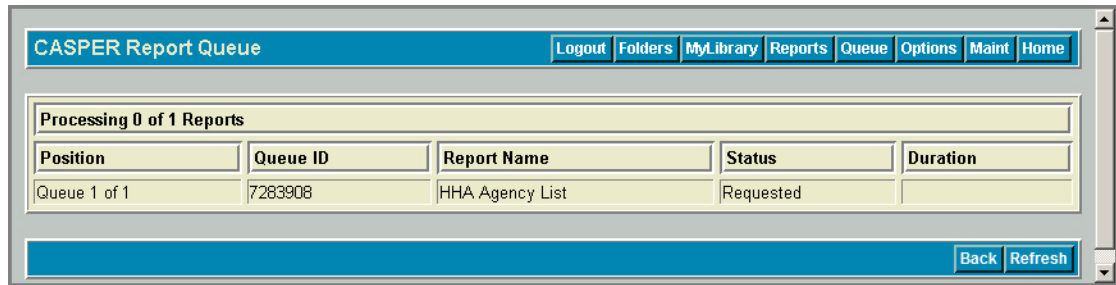 CASPER Report Queue Logout Folders MyLibrary Reports Queue Options Maint Home
Processing 0 of 1 Reports
Position Queue ID Report Name Status Duration
Queue 1 of 1 7283908 HHA Agency List Requested
Back Refresh